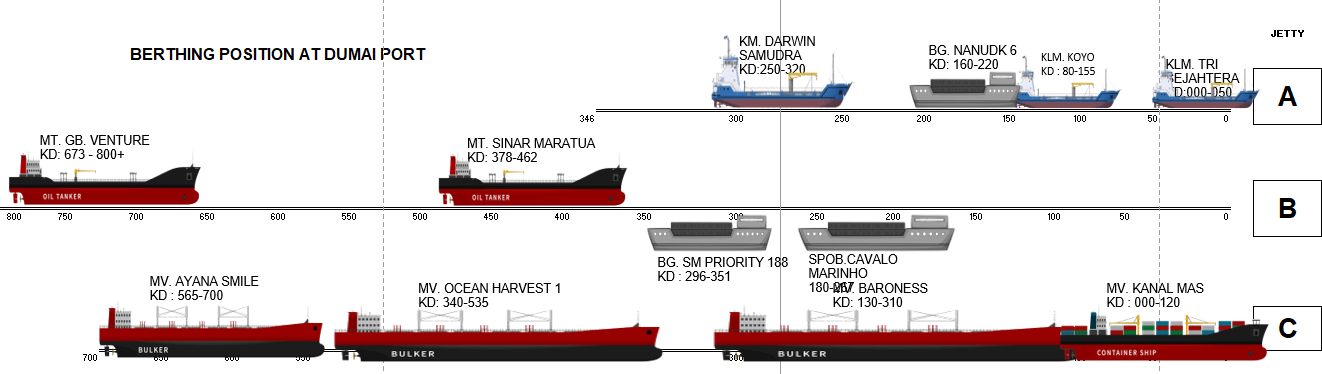 BERTHING POSITION AT DUMAI PORT
JETTY
KM. DARWIN
SAMUDRA
KD:250-320
BG. NANUDK 6
KD: 160-220
KLM. KOYO
KD : 80-155
KLM. TRI
SEJAHTERA
KD:000-050
A
346 300 250 200 150 100 50 0
MT. GB. VENTURE
KD: 673 - 800+
OIL TANKER
MT. SINAR MARATUA
KD: 378-462
OIL TANKER
B
800 750 700 650 600 550 500 450 400 350 300 250 200 150 100 50 0
BG. SM PRIORITY 188
KD : 296-351
SPOB.CAVALO
MARINHO
180-267
MV. AYANA SMILE
KD : 565-700
BULKER
MV. OCEAN HARVEST 1
KD: 340-535
BULKER
MV. BARONESS
KD: 130-310
BULKER
MV. KANAL MAS
KD : 000-120
CONTAINER SHIP
C
700 650 600 550 300